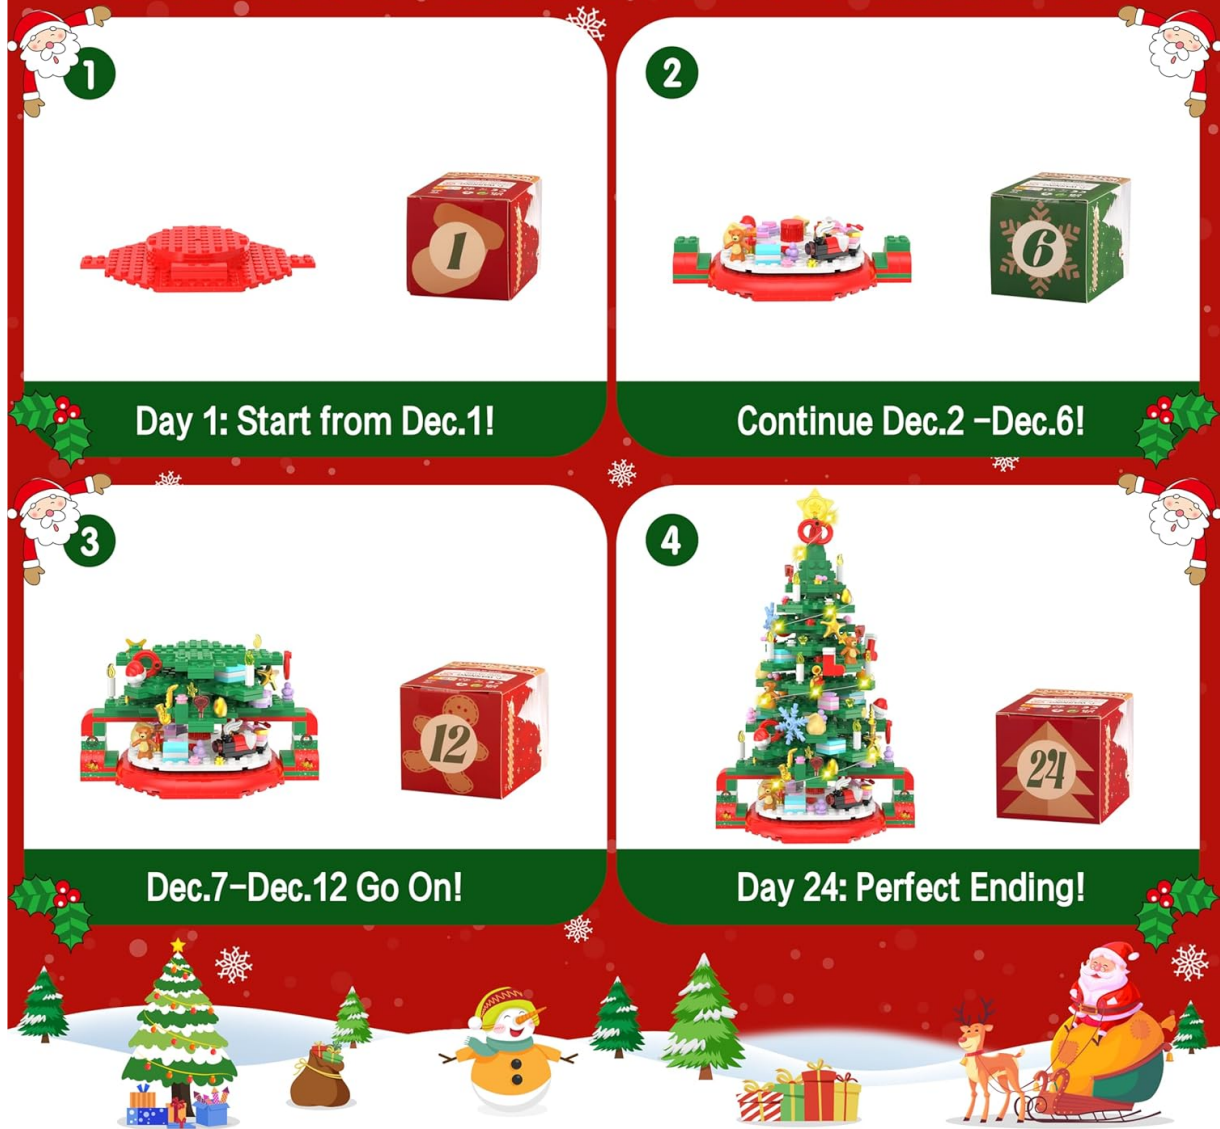 1
1
Day 1: Start from Dec.1!
2
6
Continue Dec.2 –Dec.6!
3
12
Dec.7–Dec.12 Go On!
4
24
Day 24: Perfect Ending!